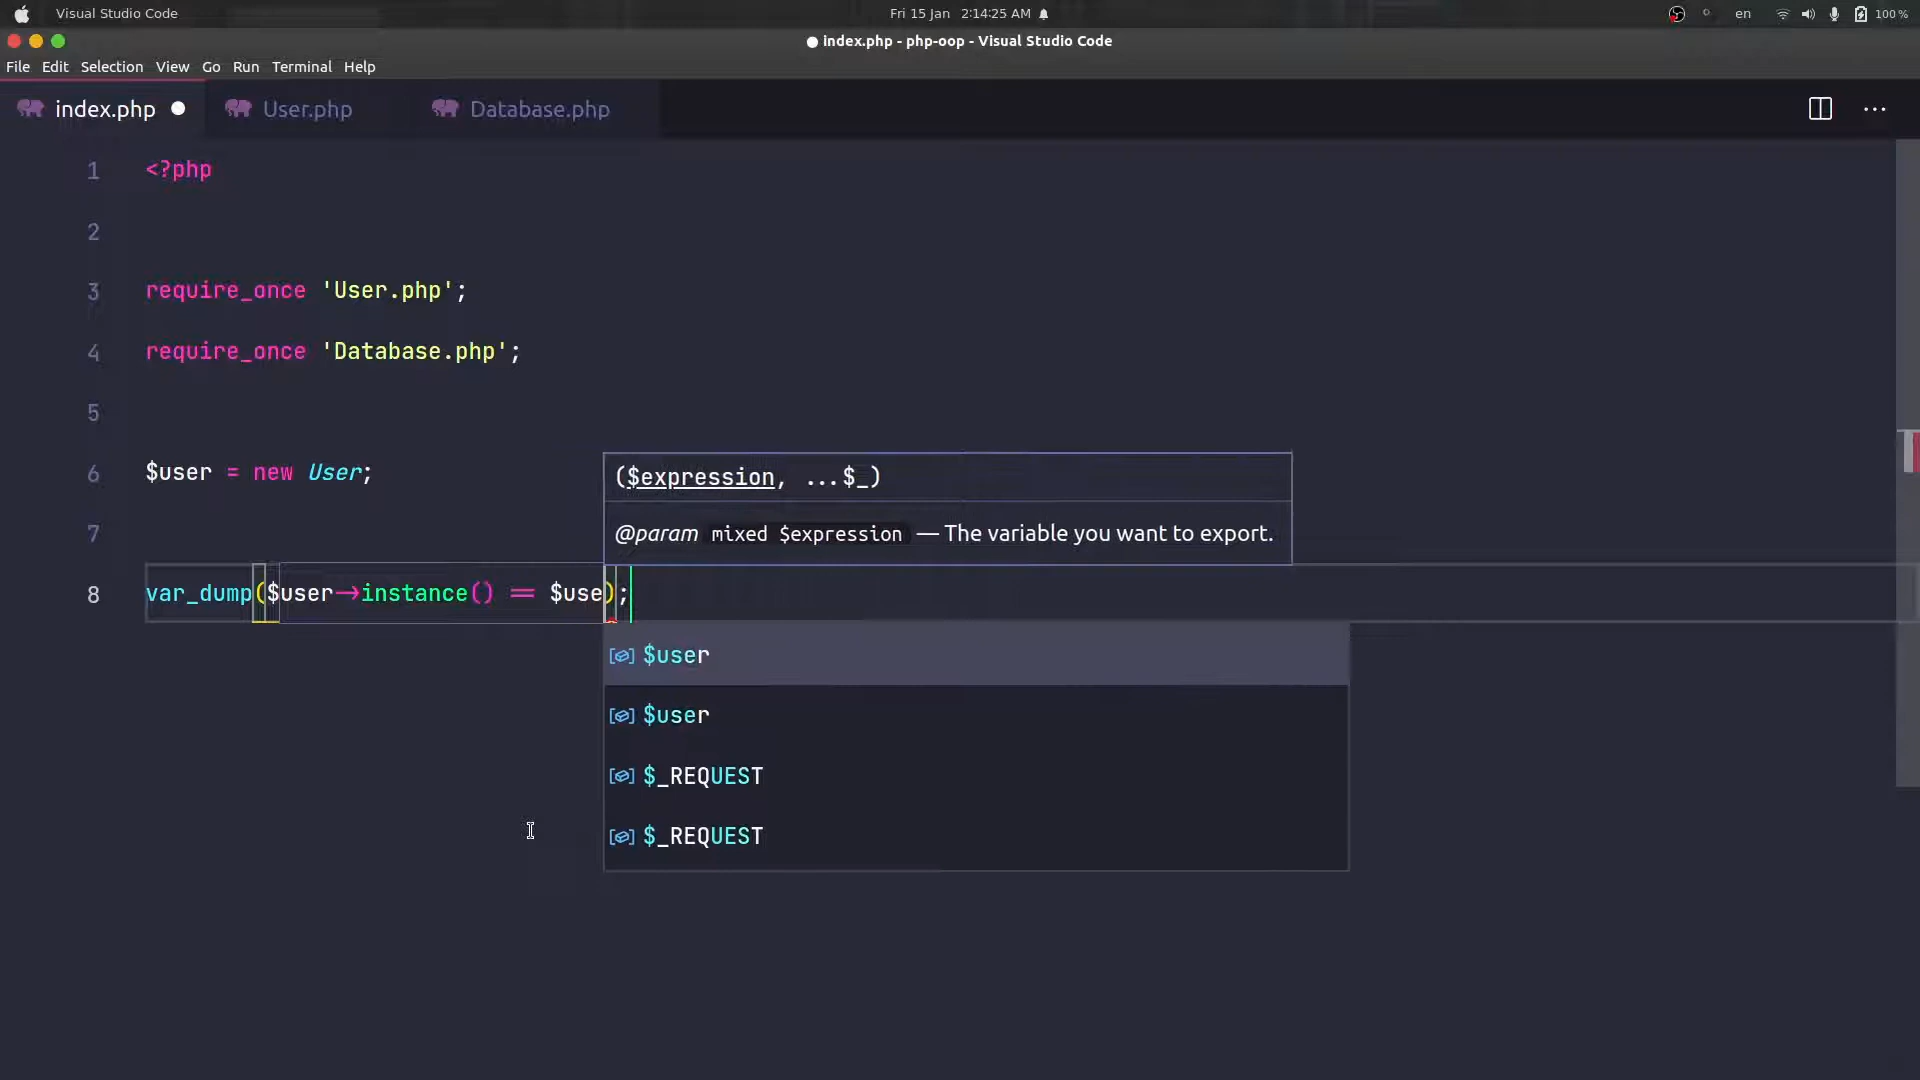 Visual Studio Code
Fri 15 Jan 2:14:25 AM
en
100 %
index.php - php-oop - Visual Studio Code
File Edit Selection View Go Run Terminal Help
index.php
User.php
Database.php
1 <?php
2
3 require_once 'User.php';
4 require_once 'Database.php';
5
6 $user = new User;
($expression, ...$_)
7
@param mixed $expression — The variable you want to export.
8 var_dump($user->instance() == $use);
$user
$user
$_REQUEST
$_REQUEST